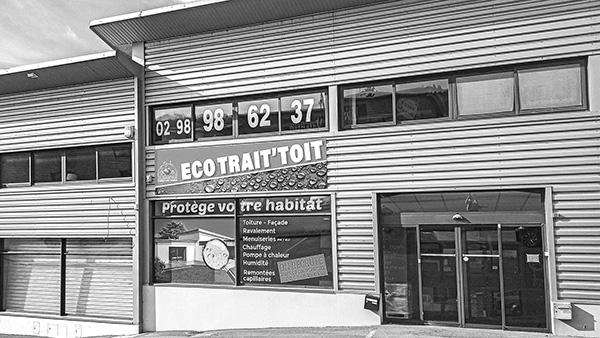 02 98 98 62 37
ECO TRAIT'TOIT
Protège votre habitat
Toiture - Façade
Ravalement
Menuiseries
Chauffage
Pompe à chaleur
Humidité
Remontées
capillaires